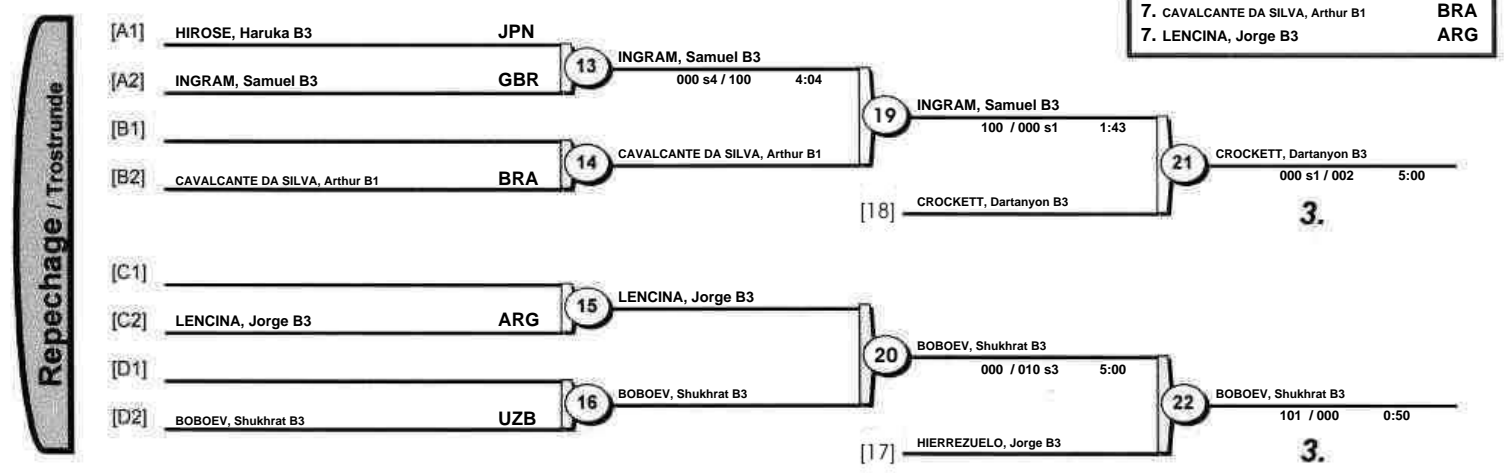 7. CAVALCANTE DA SILVA, Arthur B1 BRA
7. LENCINA, Jorge B3 ARG
Repechage / Trostrunde
[A1] HIROSE, Haruka B3 JPN
[A2] INGRAM, Samuel B3 GBR
[B1]
[B2] CAVALCANTE DA SILVA, Arthur B1 BRA
[C1]
[C2] LENCINA, Jorge B3 ARG
[D1]
[D2] BOBOEV, Shukhrat B3 UZB
13
INGRAM, Samuel B3
000 s4 / 100 4:04
14
CAVALCANTE DA SILVA, Arthur B1
15
LENCINA, Jorge B3
16
BOBOEV, Shukhrat B3
19
INGRAM, Samuel B3
100 / 000 s1 1:43
[18] CROCKETT, Dartanyon B3
20
BOBOEV, Shukhrat B3
000 / 010 s3 5:00
[17] HIERREZUELO, Jorge B3
21
CROCKETT, Dartanyon B3
000 s1 / 002 5:00
3.
22
BOBOEV, Shukhrat B3
101 / 000 0:50
3.